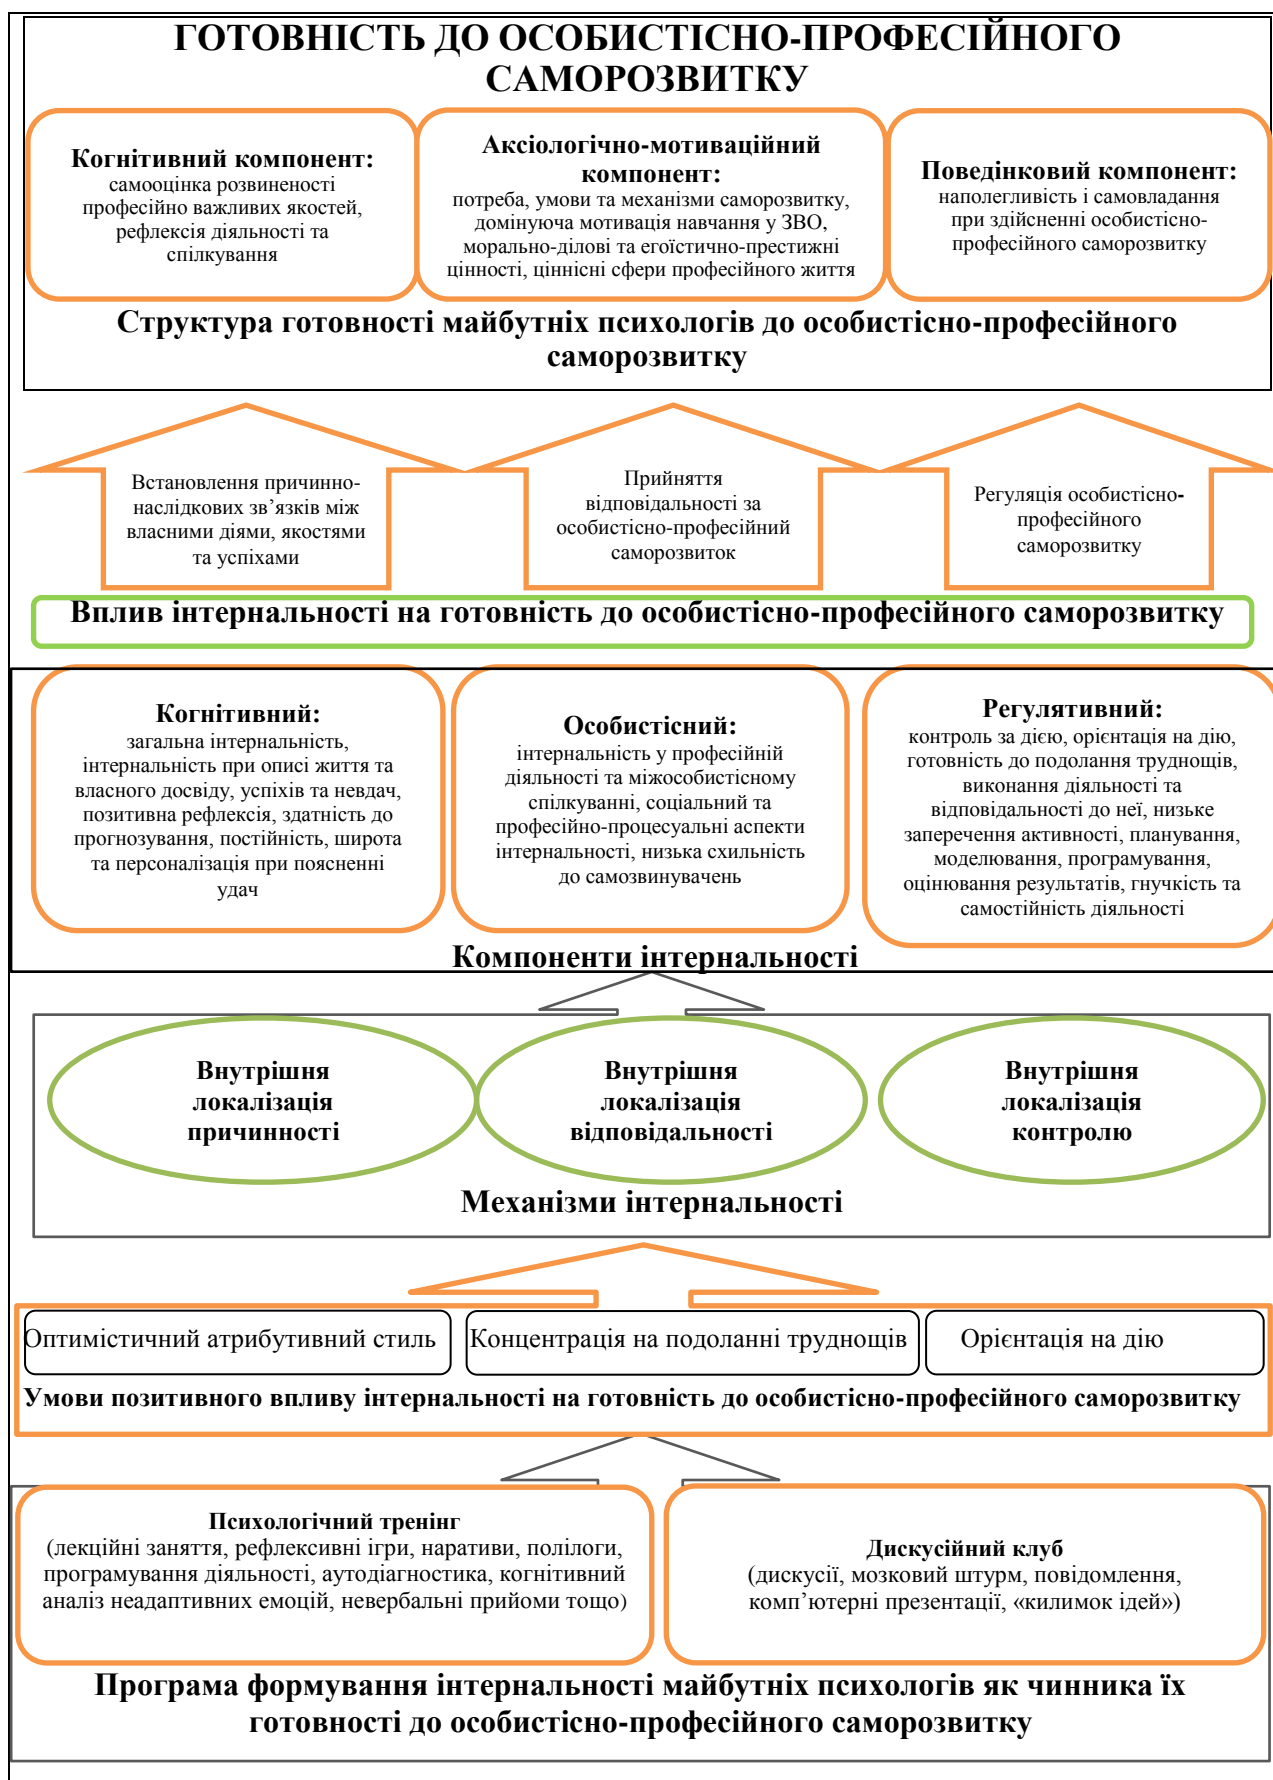 ГОТОВНІСТЬ ДО ОСОБИСТІСНО-ПРОФЕСІЙНОГО
САМОРОЗВИТКУ
Когнітивний компонент:
самооцінка розвиненості
професійно важливих якостей,
рефлексія діяльності та
спілкування
Аксіологічно-мотиваційний
компонент:
потреба, умови та механізми саморозвитку,
домінуюча мотивація навчання у ЗВО,
морально-ділові та егоїстично-престижні
цінності, ціннісні сфери професійного життя
Поведінковий компонент:
наполегливість і самовладання
при здійсненні особистісно-
професійного саморозвитку
Структура готовності майбутніх психологів до особистісно-професійного
саморозвитку
Встановлення причинно-
наслідкових зв’язків між
власними діями, якостями
та успіхами
Прийняття
відповідальності за
особистісно-професійний
саморозвиток
Регуляція особистісно-
професійного
саморозвитку
Вплив інтернальності на готовність до особистісно-професійного саморозвитку
Когнітивний:
загальна інтернальність,
інтернальність при описі життя та
власного досвіду, успіхів та невдач,
позитивна рефлексія, здатність до
прогнозування, постійність, широта
та персоналізація при поясненні
удач
Особистісний:
інтернальність у професійній
діяльності та міжособистісному
спілкуванні, соціальний та
професійно-процесуальні аспекти
інтернальності, низька схильність
до самозвинувачень
Регулятивний:
контроль за дією, орієнтація на дію,
готовність до подолання труднощів,
виконання діяльності та
відповідальності до неї, низьке
заперечення активності, планування,
моделювання, програмування,
оцінювання результатів, гнучкість та
самостійність діяльності
Компоненти інтернальності
Внутрішня
локалізація
причинності
Внутрішня
локалізація
відповідальності
Внутрішня
локалізація
контролю
Механізми інтернальності
Оптимістичний атрибутивний стиль
Концентрація на подоланні труднощів
Орієнтація на дію
Умови позитивного впливу інтернальності на готовність до особистісно-професійного саморозвитку
Психологічний тренінг
(лекційні заняття, рефлексивні ігри, наративи, полілоги,
програмування діяльності, аутодіагностика, когнітивний
аналіз неадаптивних емоцій, невербальні прийоми тощо)
Дискусійний клуб
(дискусії, мозковий штурм, повідомлення,
комп’ютерні презентації, «килимок ідей»)
Програма формування інтернальності майбутніх психологів як чинника їх
готовності до особистісно-професійного саморозвитку